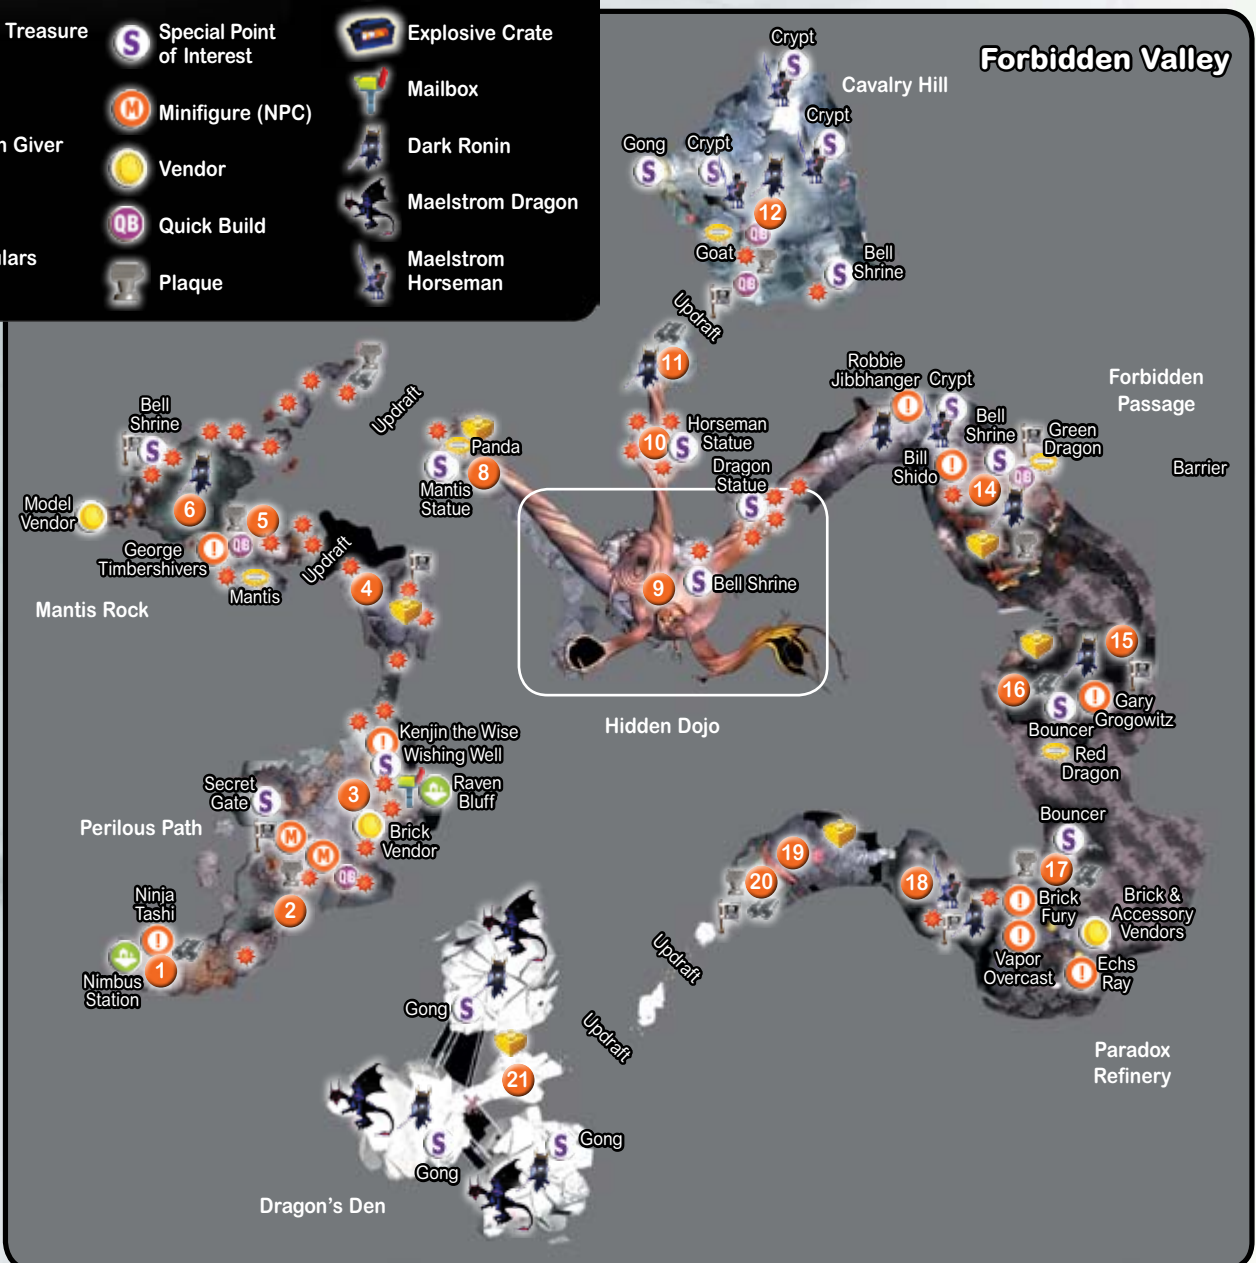 Treasure
S
Special Point
of Interest
Explosive Crate
M
Minifigure (NPC)
Mailbox
Giver
Vendor
Dark Ronin
QB
Quick Build
Maelstrom Dragon
Plaque
Maelstrom
Horseman
Forbidden Valley
Crypt
S
Cavalry Hill
Crypt
S
Gong
S
Crypt
S
12
QB
Goat
Bell
Shrine
S
QB
Updraft
11
10
S
Horseman
Statue
Dragon
Statue
S
Robbie
Jibbhanger
!
Crypt
S
Forbidden
Passage
Bell
Shrine
S
Green
Dragon
Bill
Shido
!
14
QB
Barrier
Updraft
Bell
Shrine
S
Panda
S
8
Mantis
Statue
Model
Vendor
6
5
George
Timbershivers
!
QB
Updraft
4
Mantis
Mantis Rock
9
S
Bell Shrine
Hidden Dojo
15
16
S
!
Gary
Grogowitz
Bouncer
Red
Dragon
!
Kenjin the Wise
S
Wishing Well
Secret
Gate
S
3
Raven
Bluff
Perilous Path
M
M
Brick
Vendor
QB
2
Ninja
Tashi
!
1
Nimbus
Station
Bouncer
S
19
20
18
17
!
Brick
Fury
Brick &
Accessory
Vendors
!
Vapor
Overcast
!
Echs
Ray
Updraft
Updraft
Paradox
Refinery
Gong
S
21
S
Gong
S
Gong
Dragon's Den